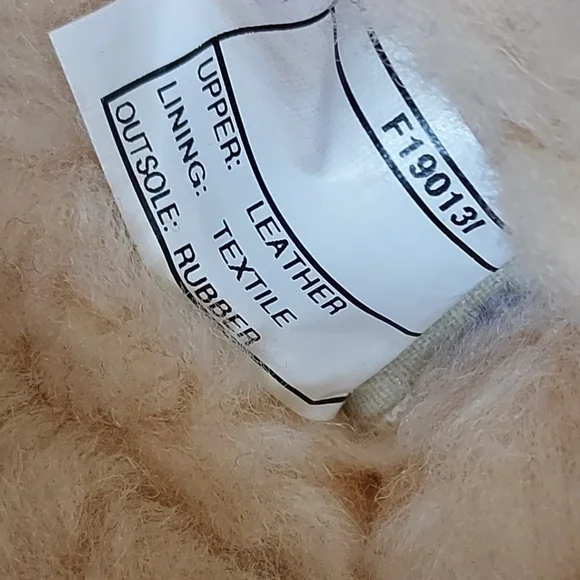 F19013I
UPPER: LEATHER
LINING: TEXTILE
OUTSOLE: RUBBER